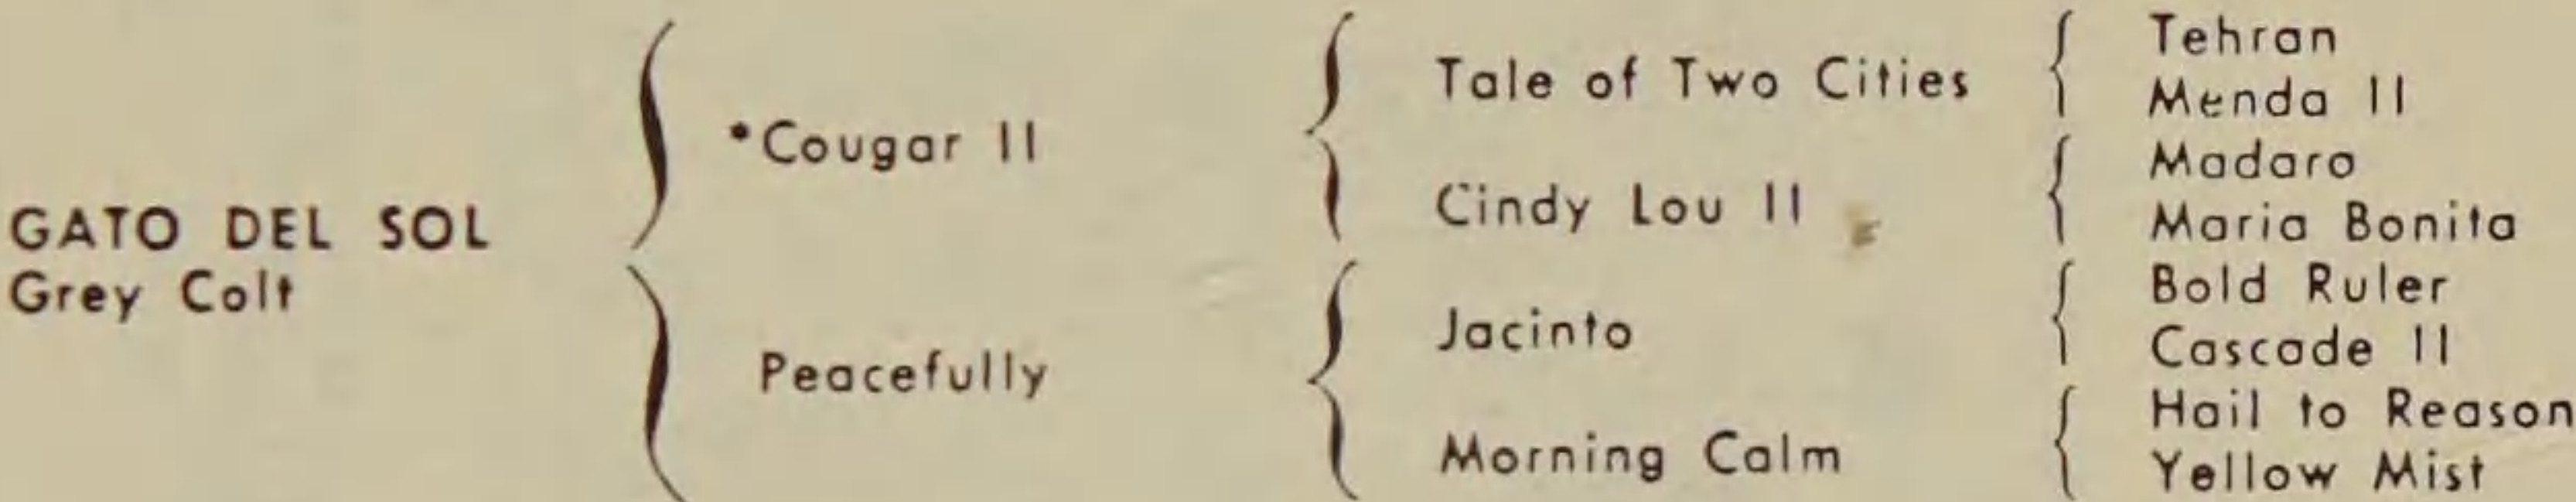 GATO DEL SOL
Grey Colt
•Cougar II
Peacefully
Tale of Two Cities
Cindy Lou II
Jacinto
Morning Calm
Tehran
Menda II
Madaro
Maria Bonita
Bold Ruler
Cascade II
Hail to Reason
Yellow Mist